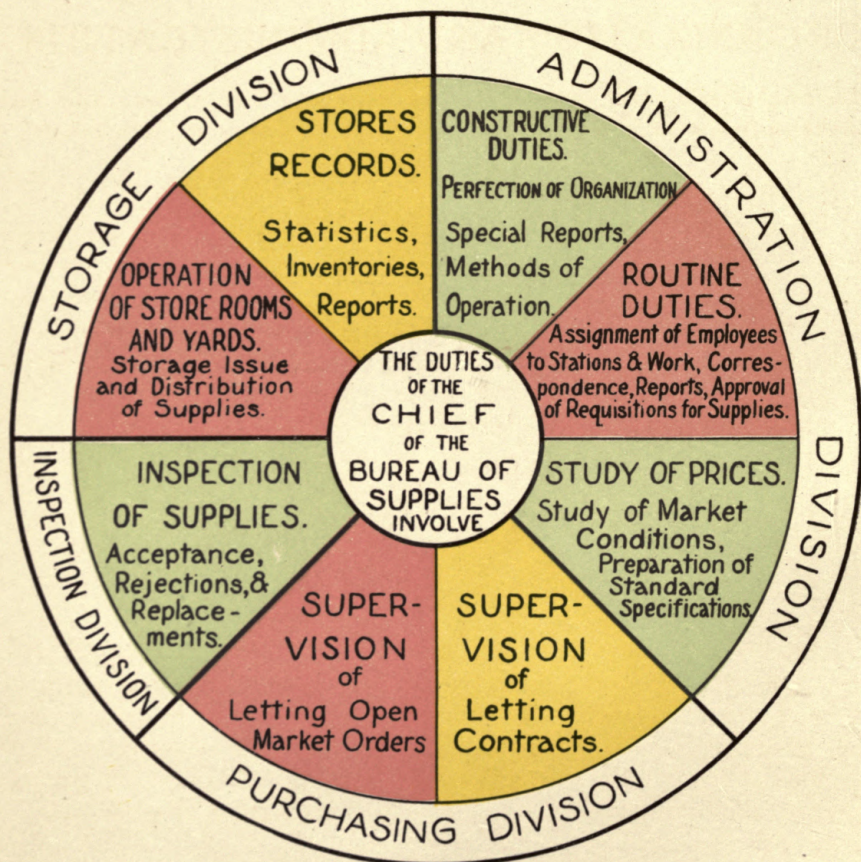 STORAGE DIVISION
ADMINISTRATION DIVISION
INSPECTION DIVISION
PURCHASING DIVISION
THE DUTIES
OF THE
CHIEF
OF THE
BUREAU OF
SUPPLIES
INVOLVE
STORES
RECORDS.
Statistics,
Inventories,
Reports.
CONSTRUCTIVE
DUTIES.
PERFECTION OF ORGANIZATION
Special Reports,
Methods of
Operation.
ROUTINE
DUTIES.
Assignment of Employees
to Stations & Work, Corres-
pondence, Reports, Approval
of Requisitions for Supplies.
STUDY OF PRICES.
Study of Market
Conditions,
Preparation of
Standard
Specifications.
SUPER-
VISION
of
Letting
Contracts.
SUPER-
VISION
of
Letting Open
Market Orders
INSPECTION
OF SUPPLIES.
Acceptance,
Rejections, &
Replace-
ments.
OPERATION
OF STORE ROOMS
AND YARDS.
Storage Issue
and Distribution
of Supplies.